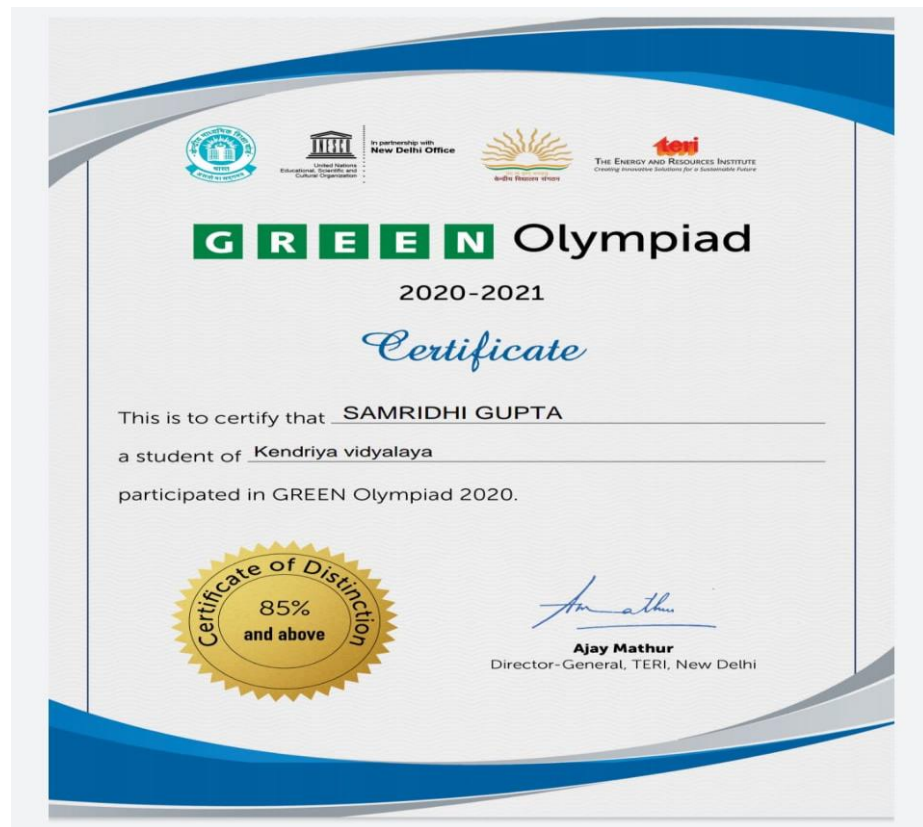 भारत
United Nations
Educational, Scientific and
Cultural Organization
In partnership with
New Delhi Office
केन्द्रीय विद्यालय संगठन
teri
THE ENERGY AND RESOURCES INSTITUTE
Creating Innovative Solutions for a Sustainable Future
GREEN Olympiad
2020-2021
Certificate
This is to certify that SAMRIDHI GUPTA
a student of Kendriya vidyalaya
participated in GREEN Olympiad 2020.
Certificate of Distinction
85%
and above
Ajay Mathur
Director-General, TERI, New Delhi